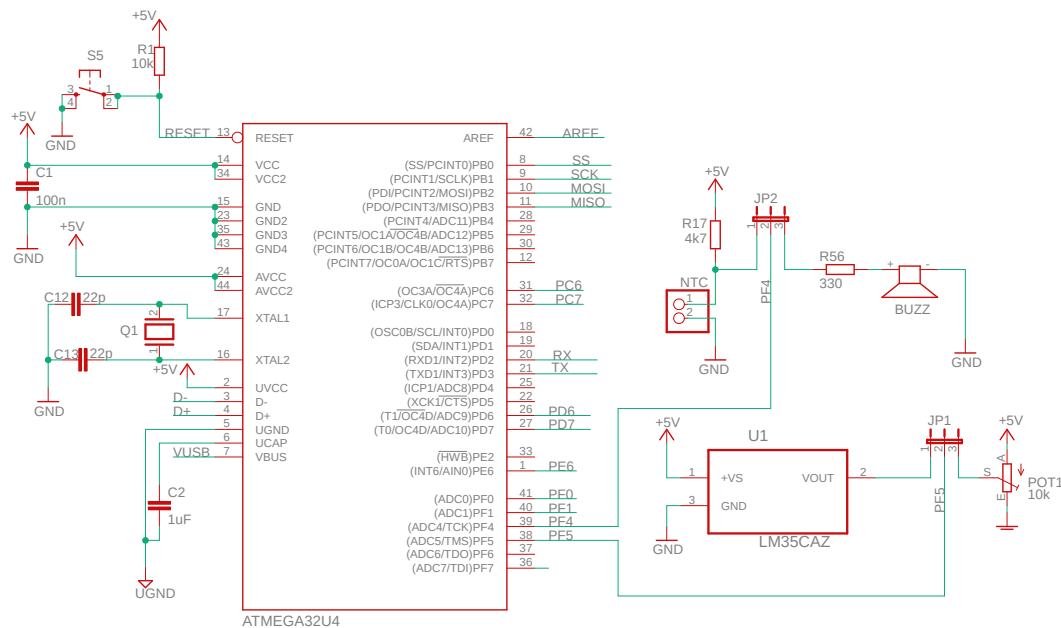 +5V
R1
10k
S5
3 1
4 2
GND
+5V
RESET 13 RESET
14 VCC
34 VCC2
C1
100n
GND
15 GND
23 GND2
35 GND3
43 GND4
+5V
24 AVCC
44 AVCC2
C12 22p
17 XTAL1
2
Q1
1
C13 22p
16 XTAL2
GND
+5V
2 UVCC
D- 3 D-
D+ 4 D+
5 UGND
6 UCAP
VUSB 7 VBUS
C2
1uF
UGND
ATMEGA32U4
AREF 42 AREF
(SS/PCINT0)PB0 8 SS
(PCINT1/SCLK)PB1 9 SCK
(PDI/PCINT2/MOSI)PB2 10 MOSI
(PDO/PCINT3/MISO)PB3 11 MISO
(PCINT4/ADC11)PB4 28
(PCINT5/OC1A/OC4B/ADC12)PB5 29
(PCINT6/OC1B/OC4B/ADC13)PB6 30
(PCINT7/OC0A/OC1C/RTS)PB7 12
(OC3A/OC4A)PC6 31 PC6
(ICP3/CLK0/OC4A)PC7 32 PC7
(OSC0B/SCL/INT0)PD0 18
(SDA/INT1)PD1 19
(RXD1/INT2)PD2 20 RX
(TXD1/INT3)PD3 21 TX
(ICP1/ADC8)PD4 25
(XCK1/CTS)PD5 22
(T1/OC4D/ADC9)PD6 26 PD6
(T0/OC4D/ADC10)PD7 27 PD7
(HWB)PE2 33
(INT6/AIN0)PE6 1 PE6
(ADC0)PF0 41 PF0
(ADC1)PF1 40 PF1
(ADC4/TCK)PF4 39 PF4
(ADC5/TMS)PF5 38 PF5
(ADC6/TDO)PF6 37
(ADC7/TDI)PF7 36
+5V
R17
4k7
NTC
1
2
GND
JP2
1 2 3
PF4
R56
330
+ -
BUZZ
GND
+5V
U1
1 +VS
3 GND
VOUT 2
GND
LM35CAZ
JP1
1 2 3
PF5
+5V
A
S
E
POT1
10k